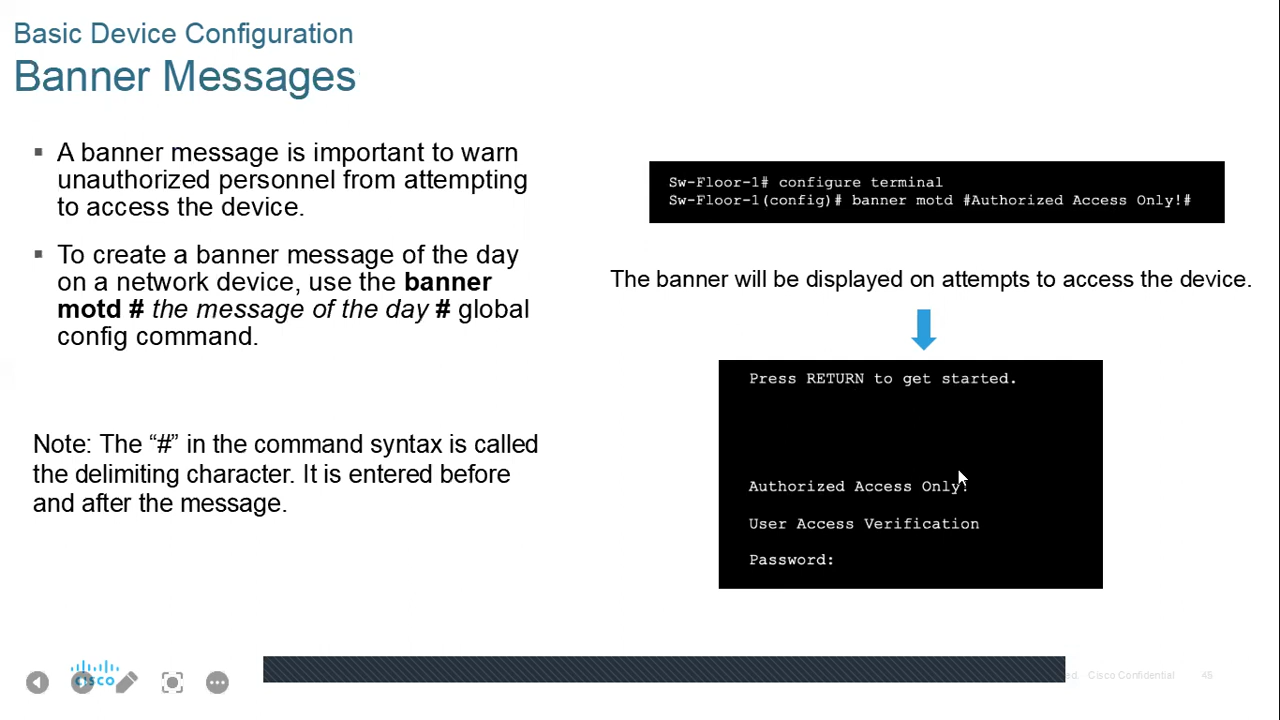 Basic Device Configuration
Banner Messages
▪ A banner message is important to warn
unauthorized personnel from attempting
to access the device.
▪ To create a banner message of the day
on a network device, use the banner
motd # the message of the day # global
config command.
Note: The “#” in the command syntax is called
the delimiting character. It is entered before
and after the message.
Sw-Floor-1# configure terminal
Sw-Floor-1(config)# banner motd #Authorized Access Only!#
The banner will be displayed on attempts to access the device.
Press RETURN to get started.
Authorized Access Only!
User Access Verification
Password:
cisco
Cisco Confidential 45